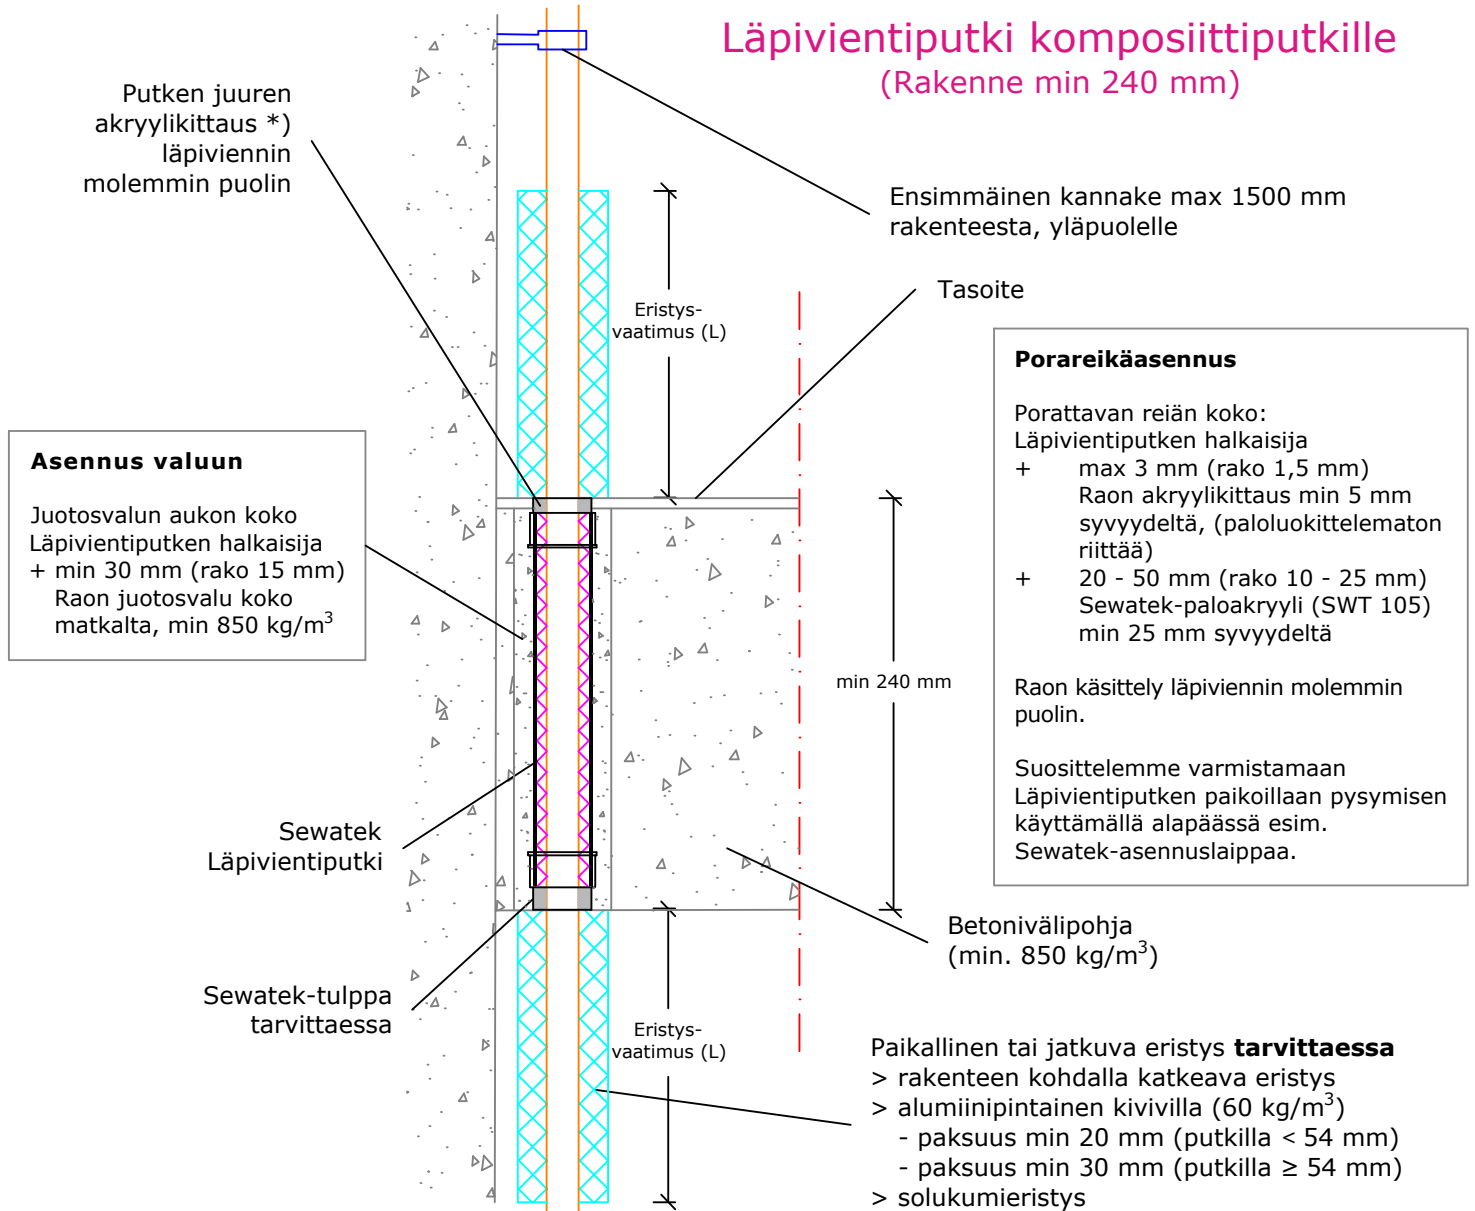 Läpivientiputki komposiittiputkille
(Rakenne min 240 mm)
Putken juuren
akryylikittaus *)
läpiviennin
molemmin puolin
Ensimmäinen kannake max 1500 mm
rakenteesta, yläpuolelle
Tasoite
Eristys-
vaatimus (L)
Porareikäasennus
Porattavan reiän koko:
Läpivientiputken halkaisija
+ max 3 mm (rako 1,5 mm)
Raon akryylikittaus min 5 mm
syvyydeltä, (paloluokittelematon
riittää)
+ 20 - 50 mm (rako 10 - 25 mm)
Sewatek-paloakryyli (SWT 105)
min 25 mm syvyydeltä
Raon käsittely läpiviennin molemmin
puolin.
Suosittelemme varmistamaan
Läpivientiputken paikoillaan pysymisen
käyttämällä alapäässä esim.
Sewatek-asennuslaippaa.
Asennus valuun
Juotosvalun aukon koko
Läpivientiputken halkaisija
+ min 30 mm (rako 15 mm)
Raon juotosvalu koko
matkalta, min 850 kg/m³
min 240 mm
Sewatek
Läpivientiputki
Betonivälipohja
(min. 850 kg/m³)
Sewatek-tulppa
tarvittaessa
Eristys-
vaatimus (L)
Paikallinen tai jatkuva eristys tarvittaessa
> rakenteen kohdalla katkeava eristys
> alumiinipintainen kivivilla (60 kg/m³)
- paksuus min 20 mm (putkilla < 54 mm)
- paksuus min 30 mm (putkilla ≥ 54 mm)
> solukumieristys